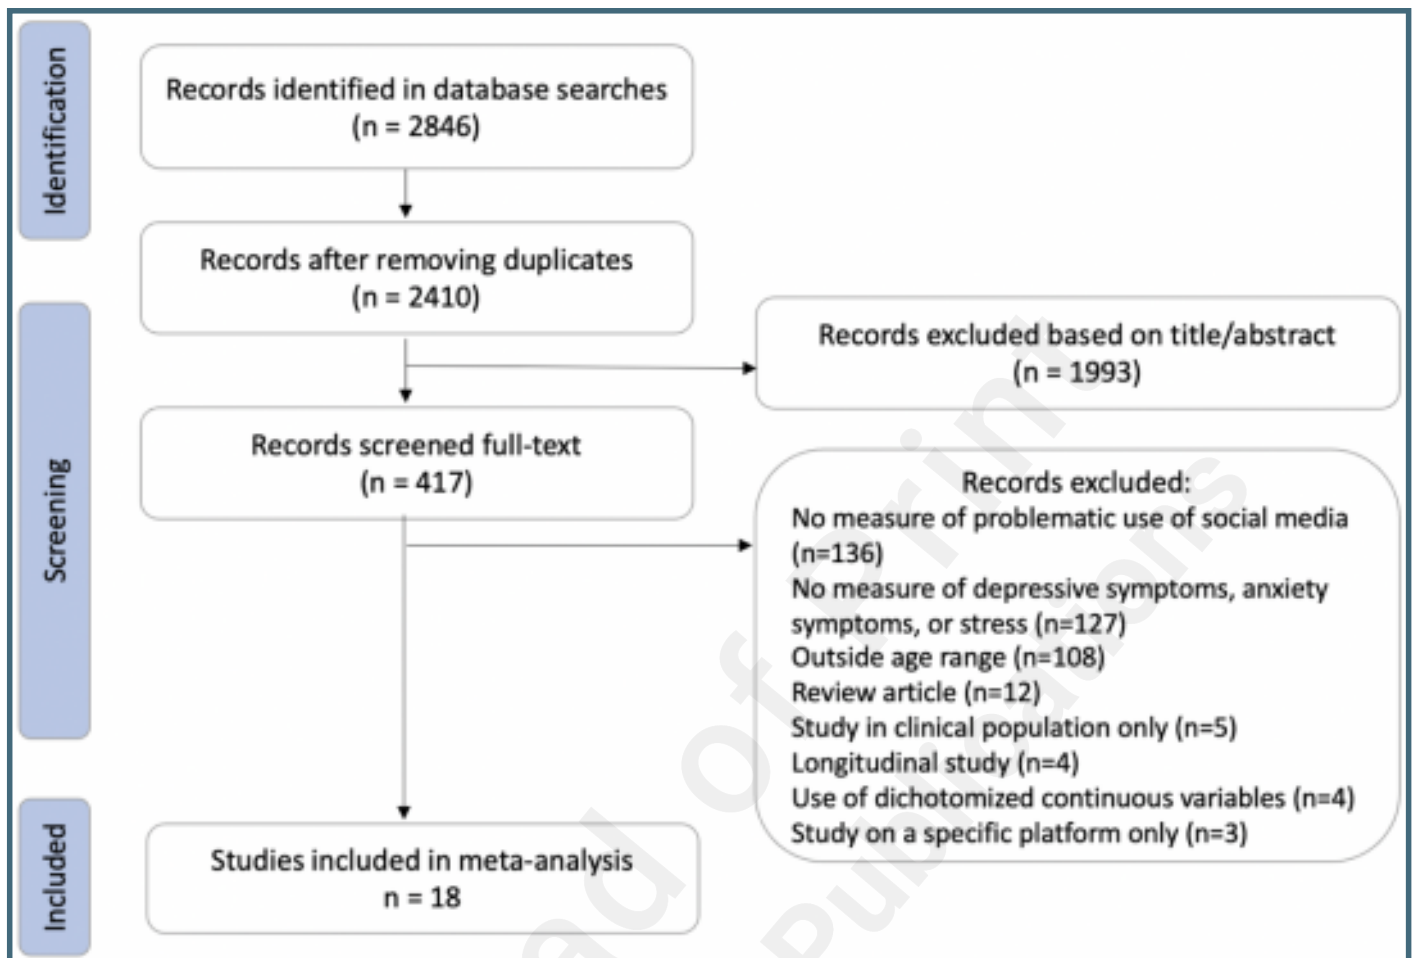 Identification
Records identified in database searches
(n = 2846)
Records after removing duplicates
(n = 2410)
Screening
Records excluded based on title/abstract
(n = 1993)
Records screened full-text
(n = 417)
Records excluded:
No measure of problematic use of social media
(n=136)
No measure of depressive symptoms, anxiety
symptoms, or stress (n=127)
Outside age range (n=108)
Review article (n=12)
Study in clinical population only (n=5)
Longitudinal study (n=4)
Use of dichotomized continuous variables (n=4)
Study on a specific platform only (n=3)
Included
Studies included in meta-analysis
n = 18
ad of Print
Publications